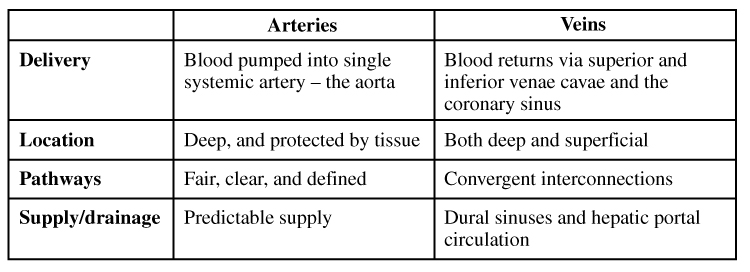 Arteries Veins
Delivery Blood pumped into single Blood returns via superior and
systemic artery – the aorta inferior venae cavae and the
coronary sinus
Location Deep, and protected by tissue Both deep and superficial
Pathways Fair, clear, and defined Convergent interconnections
Supply/drainage Predictable supply Dural sinuses and hepatic portal
circulation